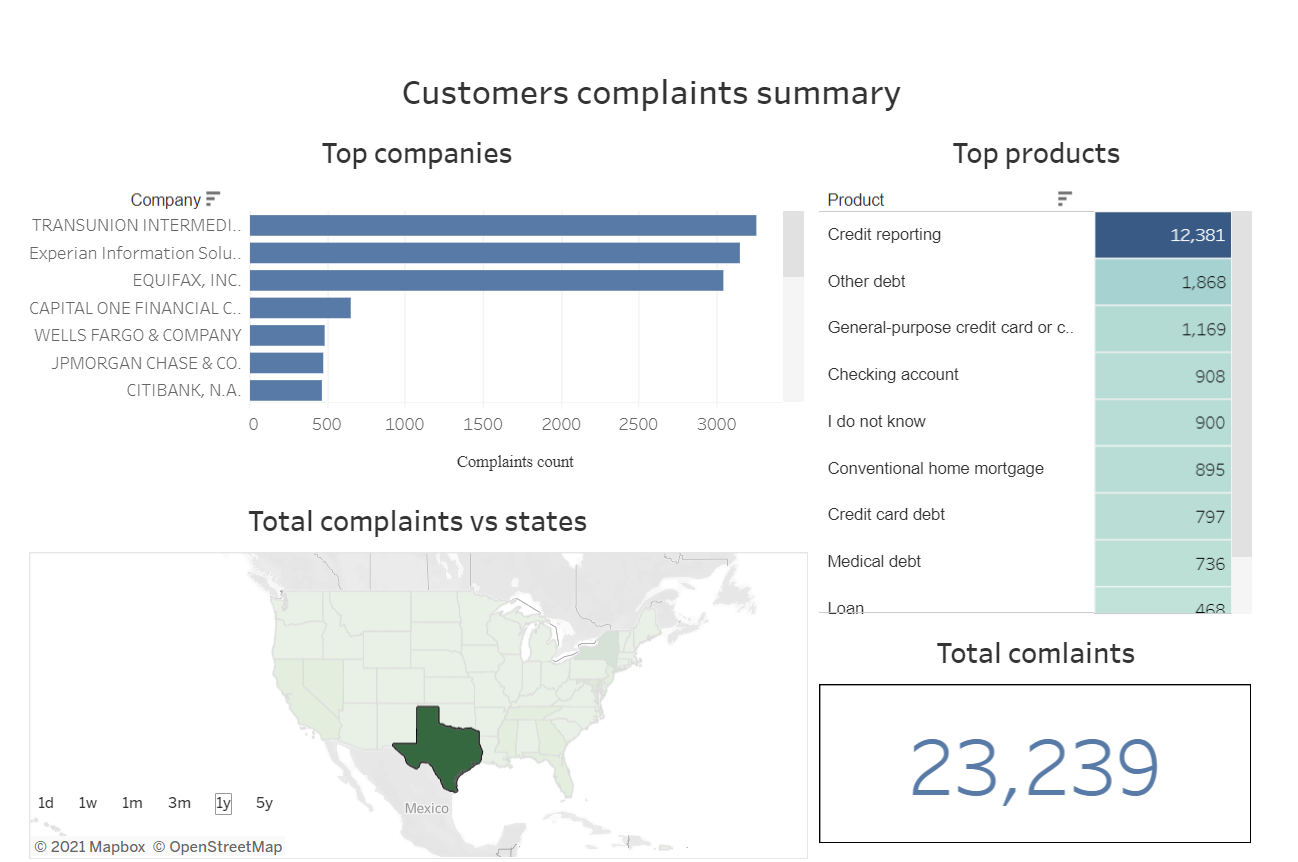 Customers complaints summary
Top companies
Company
TRANSUNION INTERMEDI..
Experian Information Solu..
EQUIFAX, INC.
CAPITAL ONE FINANCIAL C..
WELLS FARGO & COMPANY
JPMORGAN CHASE & CO.
CITIBANK, N.A.
0 500 1000 1500 2000 2500 3000
Complaints count
Top products
Product
Credit reporting 12,381
Other debt 1,868
General-purpose credit card or c.. 1,169
Checking account 908
I do not know 900
Conventional home mortgage 895
Credit card debt 797
Medical debt 736
Loan 468
Total complaints vs states
Mexico
1d 1w 1m 3m 1y 5y
© 2021 Mapbox © OpenStreetMap
Total comlaints
23,239